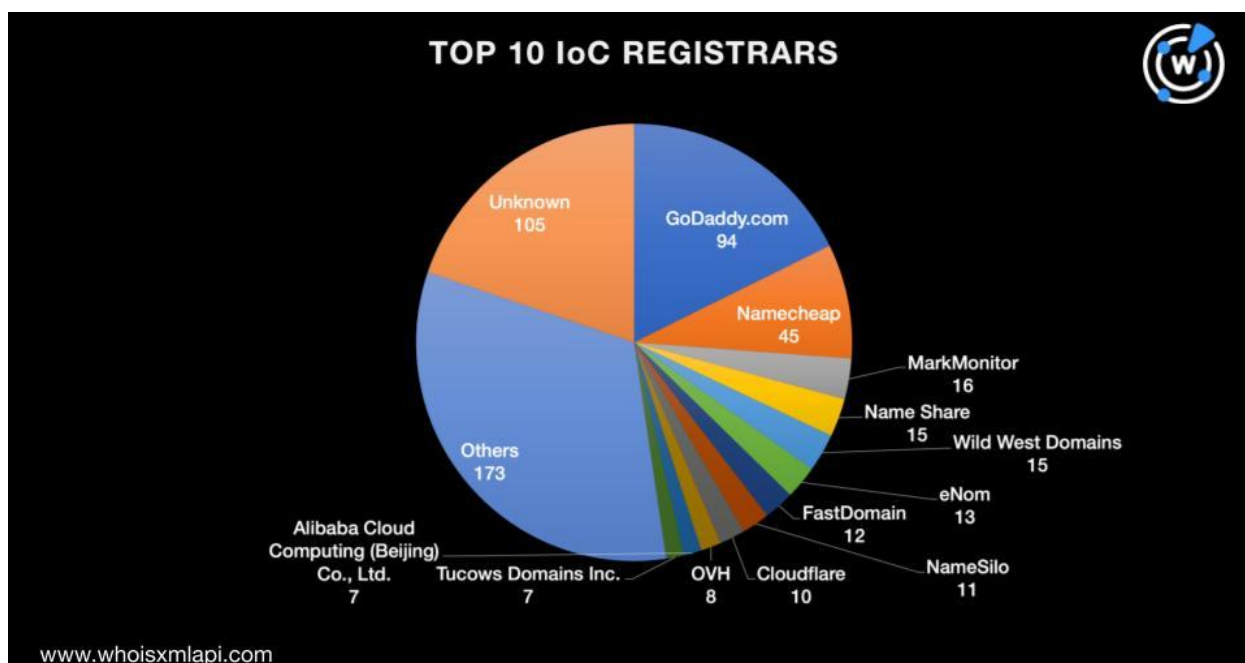 TOP 10 IoC REGISTRARS
W
Unknown
105
GoDaddy.com
94
Namecheap
45
MarkMonitor
16
Name Share
15
Wild West Domains
15
eNom
13
FastDomain
12
NameSilo
11
Cloudflare
10
OVH
8
Tucows Domains Inc.
7
Alibaba Cloud
Computing (Beijing)
Co., Ltd.
7
Others
173
www.whoisxmlapi.com